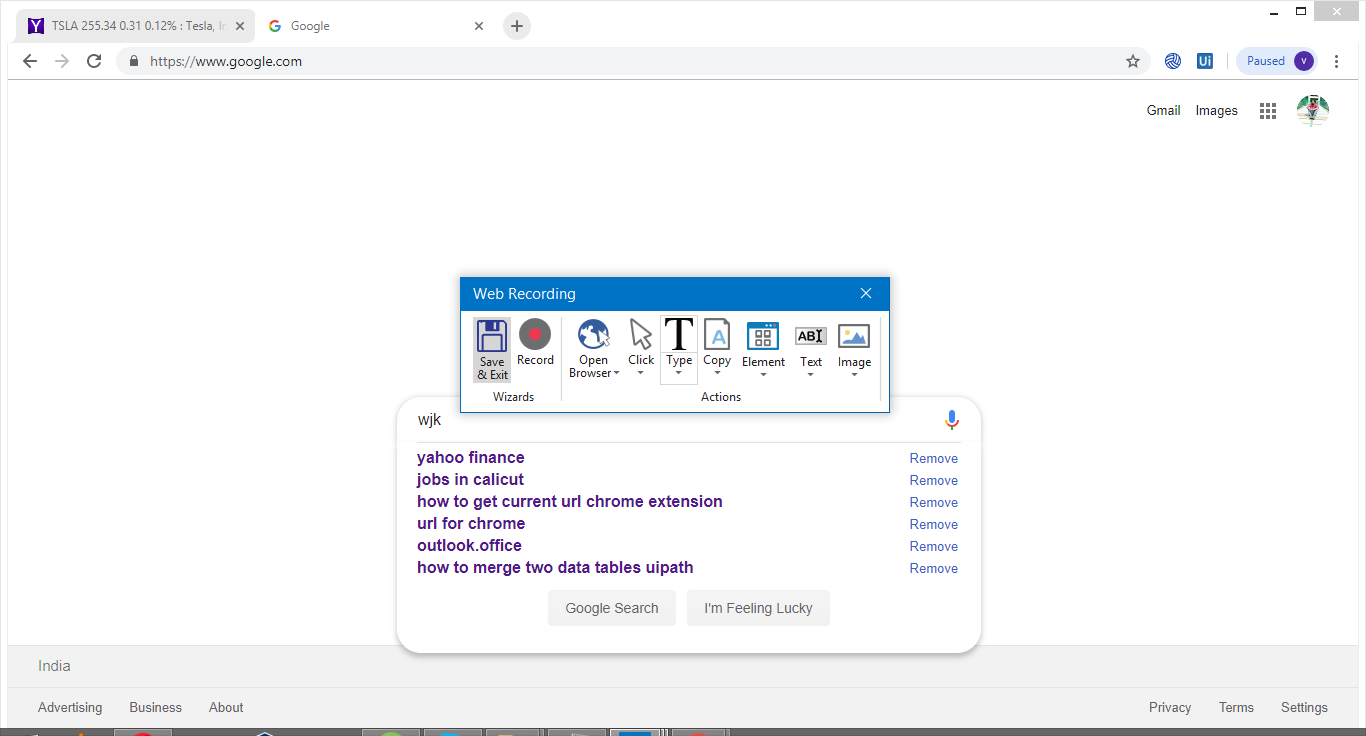 TSLA 255.34 0.31 0.12% : Tesla, In
Google
https://www.google.com
Ui
Paused
V
Gmail Images
Web Recording
Save & Exit
Record
Open Browser
Click
Type
Copy
Element
Text
Image
Wizards
Actions
wjk
yahoo finance Remove
jobs in calicut Remove
how to get current url chrome extension Remove
url for chrome Remove
outlook.office Remove
how to merge two data tables uipath Remove
Google Search I'm Feeling Lucky
India
Advertising Business About Privacy Terms Settings